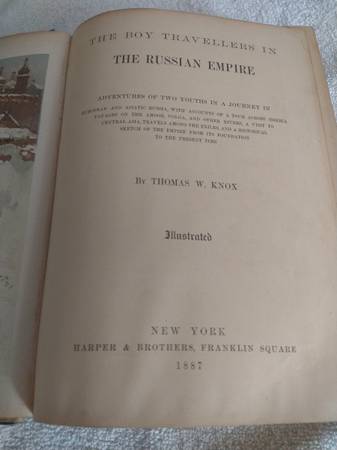 THE BOY TRAVELLERS IN
THE RUSSIAN EMPIRE
ADVENTURES OF TWO YOUTHS IN A JOURNEY IN
EUROPEAN AND ASIATIC RUSSIA, WITH ACCOUNTS OF A TOUR ACROSS SIBERIA
VOYAGES ON THE AMOOR, VOLGA, AND OTHER RIVERS, A VISIT TO
CENTRAL ASIA, TRAVELS AMONG THE EXILES, AND A HISTORICAL
SKETCH OF THE EMPIRE FROM ITS FOUNDATION
TO THE PRESENT TIME
BY THOMAS W. KNOX
Illustrated
NEW YORK
HARPER & BROTHERS, FRANKLIN SQUARE
1887